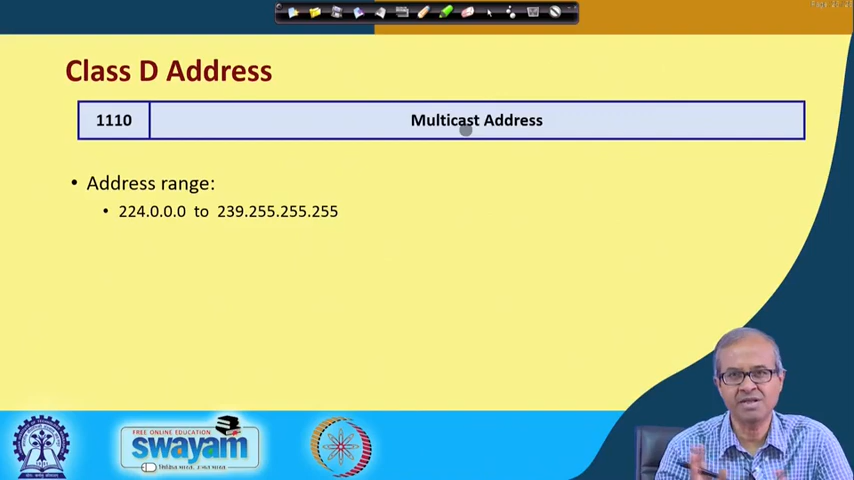 Class D Address
1110
Multicast Address
• Address range:
• 224.0.0.0 to 239.255.255.255
FREE ONLINE EDUCATION
swayam